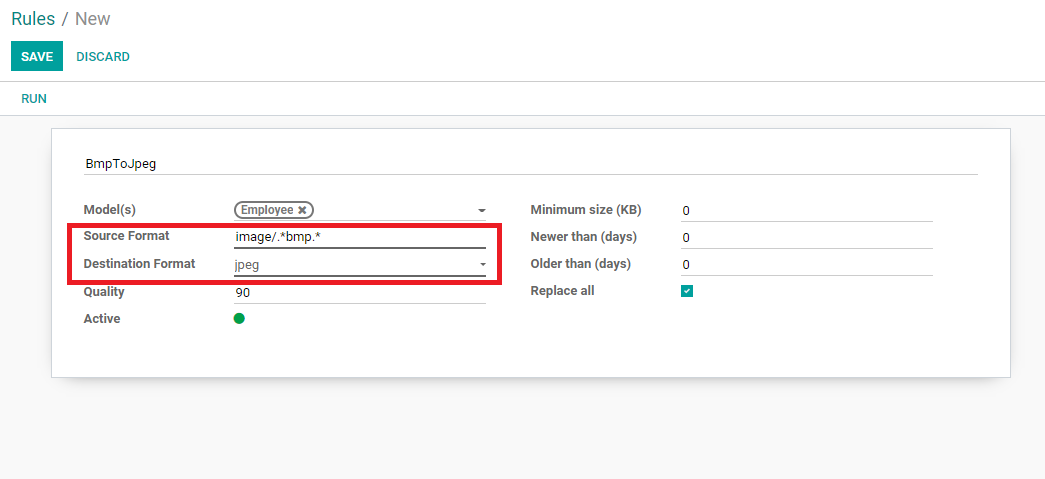 Rules / New
SAVE DISCARD
RUN
BmpToJpeg
Model(s) Employee ✖
Source Format image/.*bmp.*
Destination Format jpeg
Quality 90
Active
Minimum size (KB) 0
Newer than (days) 0
Older than (days) 0
Replace all